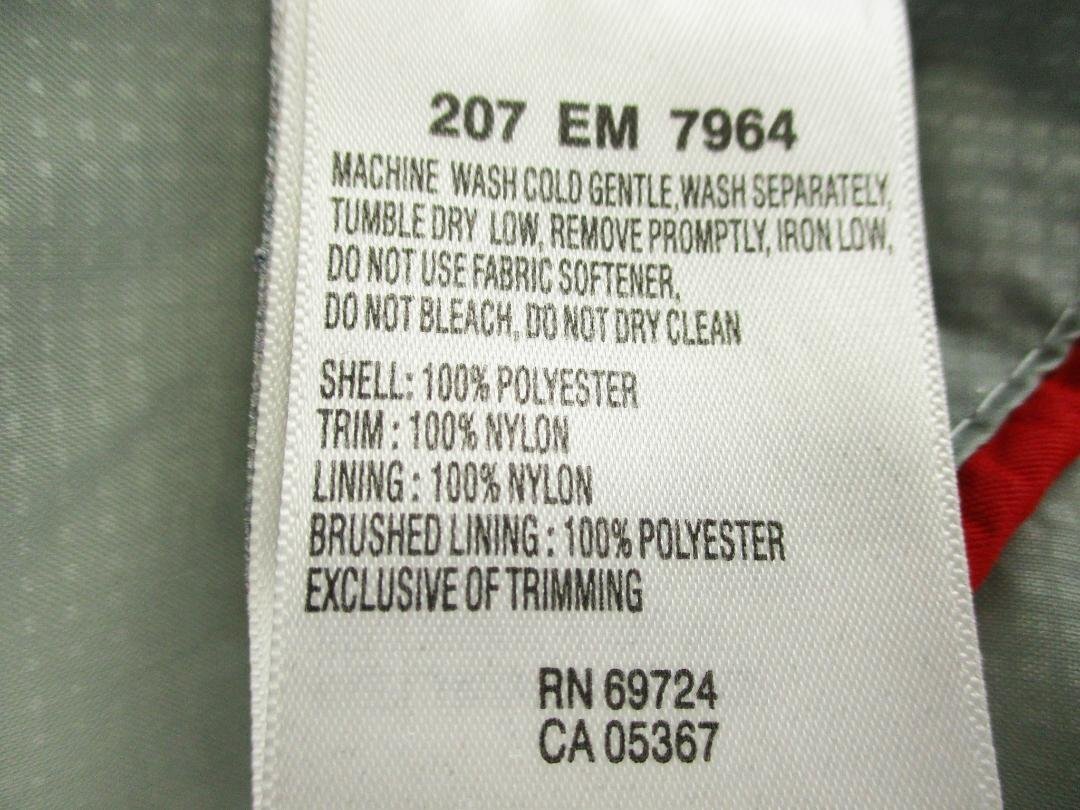 207 EM 7964
MACHINE WASH COLD GENTLE, WASH SEPARATELY,
TUMBLE DRY LOW, REMOVE PROMPTLY, IRON LOW,
DO NOT USE FABRIC SOFTENER,
DO NOT BLEACH, DO NOT DRY CLEAN
SHELL: 100% POLYESTER
TRIM : 100% NYLON
LINING : 100% NYLON
BRUSHED LINING : 100% POLYESTER
EXCLUSIVE OF TRIMMING
RN 69724
CA 05367